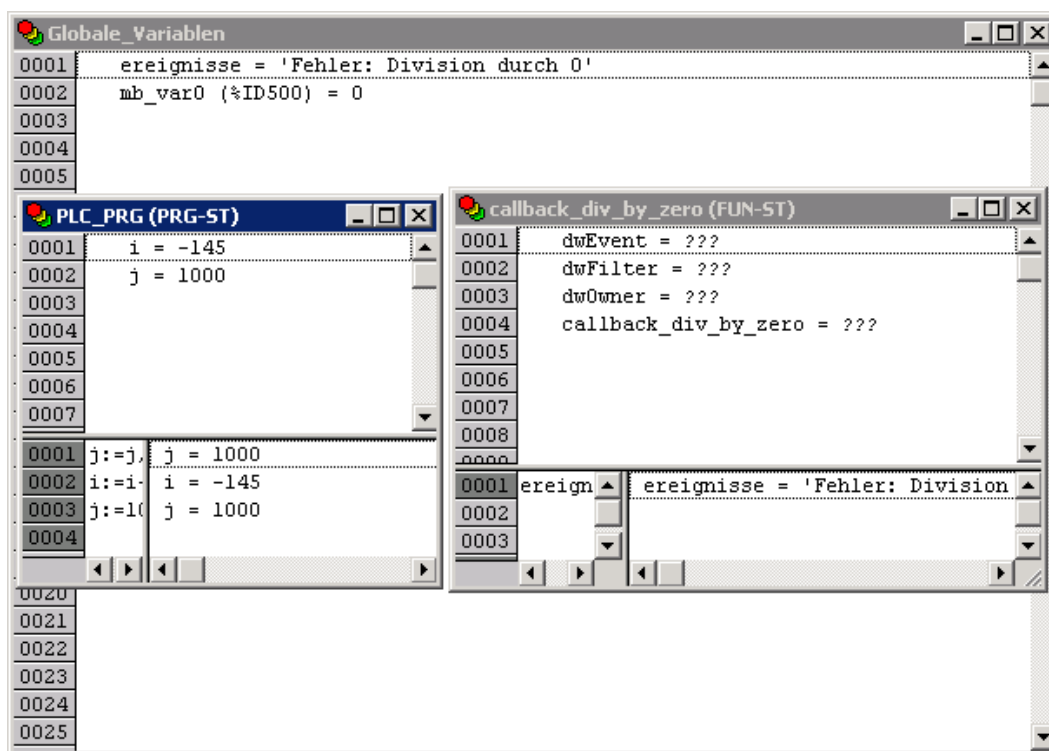 Globale_Variablen
0001 ereignisse = 'Fehler: Division durch 0'
0002 mb_var0 (%ID500) = 0
0003
0004
0005
PLC_PRG (PRG-ST)
0001 i = -145
0002 j = 1000
0003
0004
0005
0006
0007
0001 j:=j, j = 1000
0002 i:=i- i = -145
0003 j:=10 j = 1000
0004
callback_div_by_zero (FUN-ST)
0001 dwEvent = ???
0002 dwFilter = ???
0003 dwOwner = ???
0004 callback_div_by_zero = ???
0005
0006
0007
0008
0001 ereign ereignisse = 'Fehler: Division
0002
0003
0020
0021
0022
0023
0024
0025